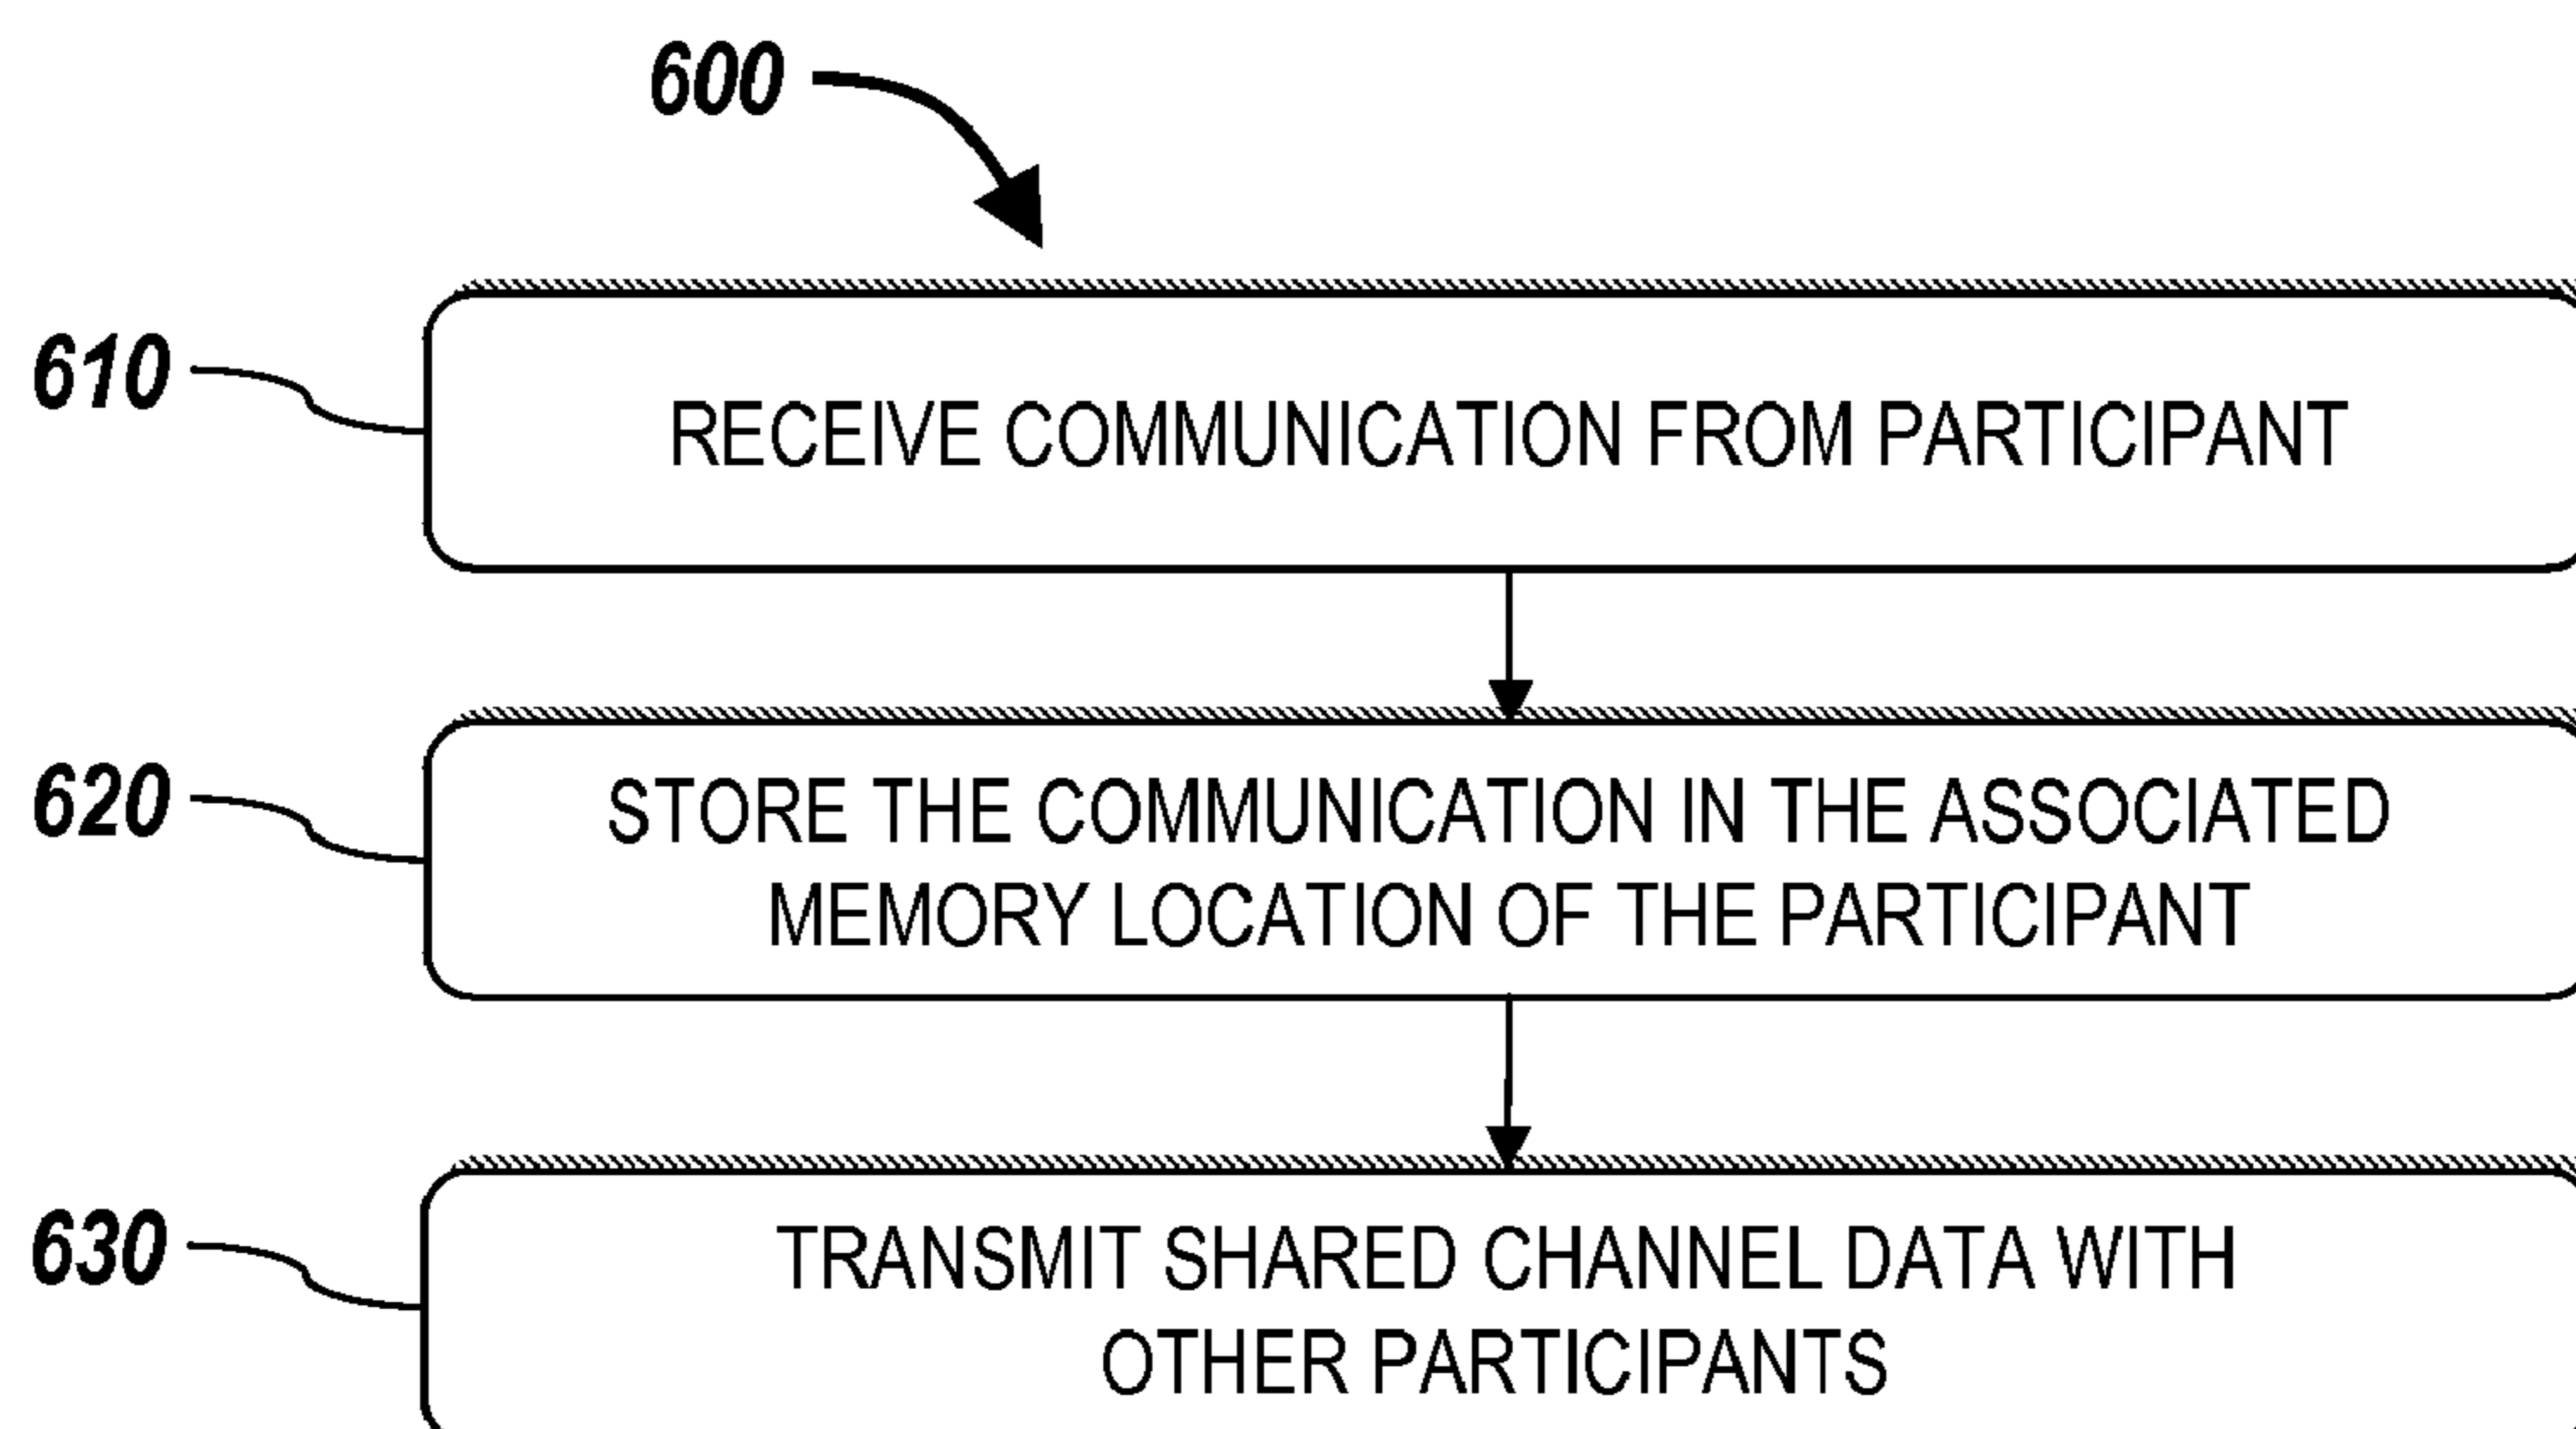 600
610
RECEIVE COMMUNICATION FROM PARTICIPANT
620
STORE THE COMMUNICATION IN THE ASSOCIATED
MEMORY LOCATION OF THE PARTICIPANT
630
TRANSMIT SHARED CHANNEL DATA WITH
OTHER PARTICIPANTS